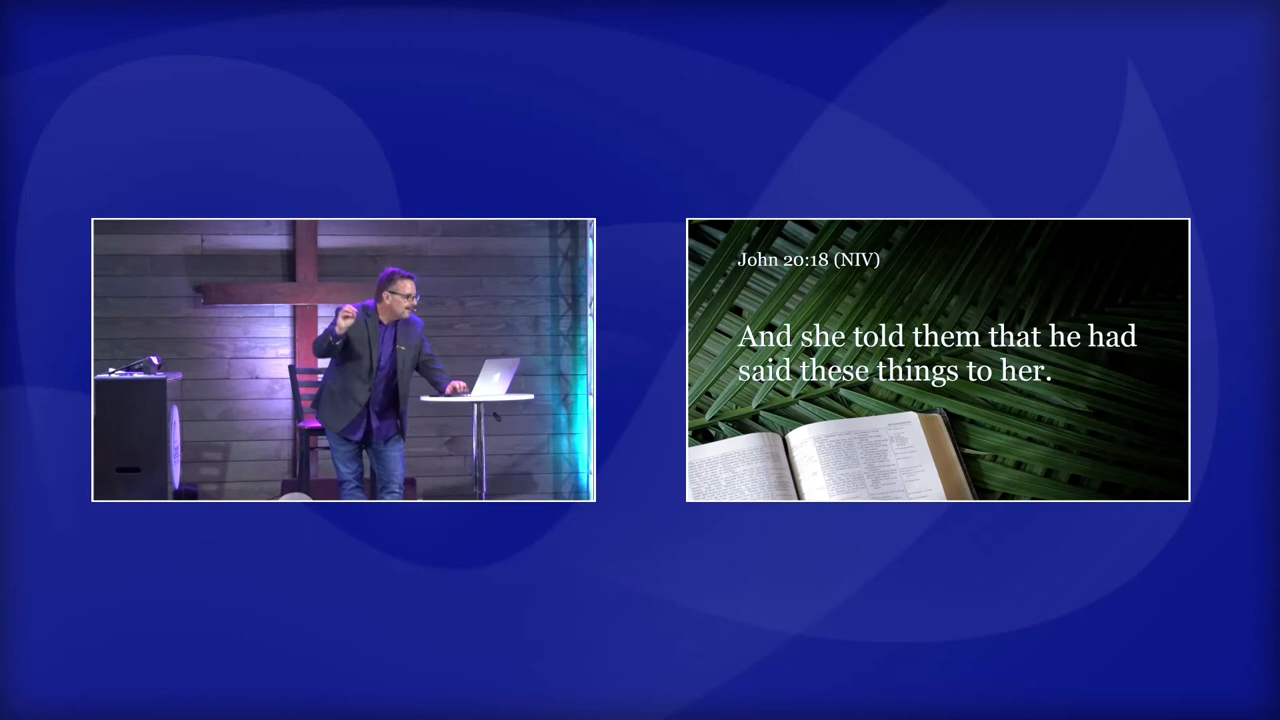 John 20:18 (NIV)
And she told them that he had
said these things to her.